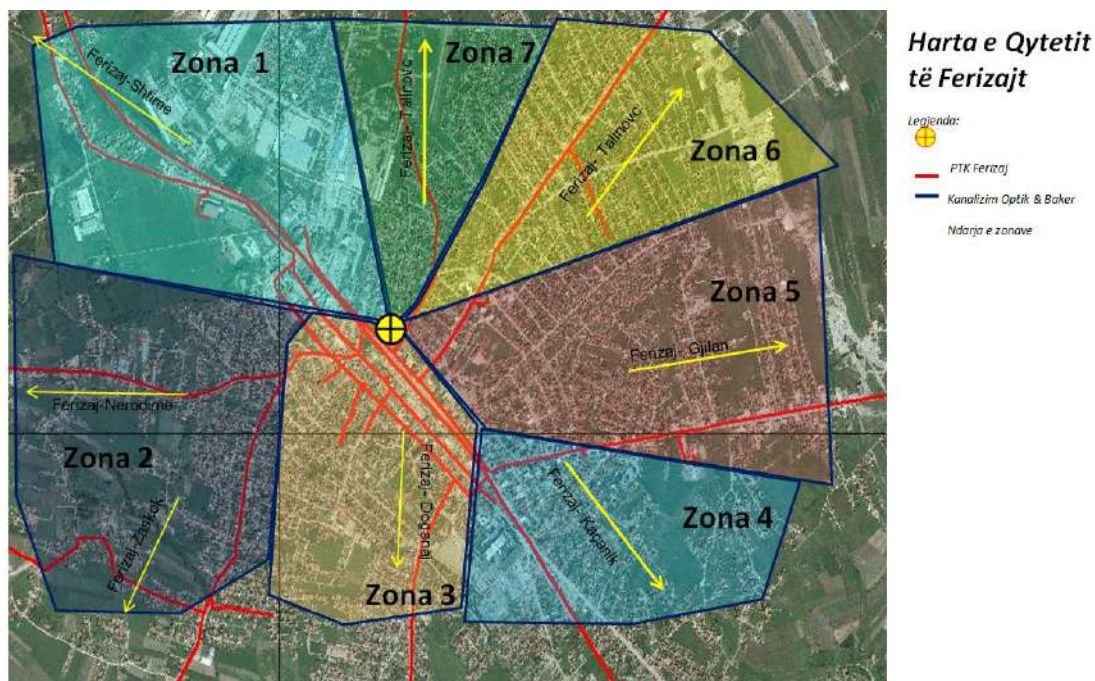 Harta e Qytetit
të Ferizajt
Legjenda:
PTK Ferizaj
Kanalizim Optik & Baker
Ndarja e zonave
Zona 1
Ferizaj-Shtime
Zona 7
Ferizaj- Talinovc
Zona 6
Ferizaj- Talinovc
Zona 5
Ferizaj- Gjilan
Zona 2
Ferizaj-Nerodime
Ferizaj-Zaskok
Zona 3
Ferizaj- Doganaj
Zona 4
Ferizaj- Kaçanik